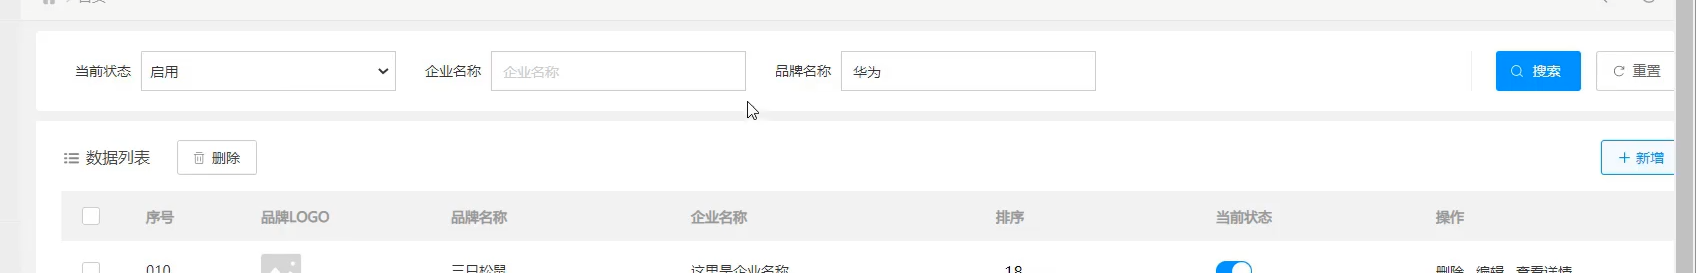 首页
当前状态 启用 企业名称 企业名称 品牌名称 华为 搜索 重置
数据列表 删除 新增
序号 品牌LOGO 品牌名称 企业名称 排序 当前状态 操作
010 三只松鼠 这里是企业名称 18 删除 编辑 查看详情